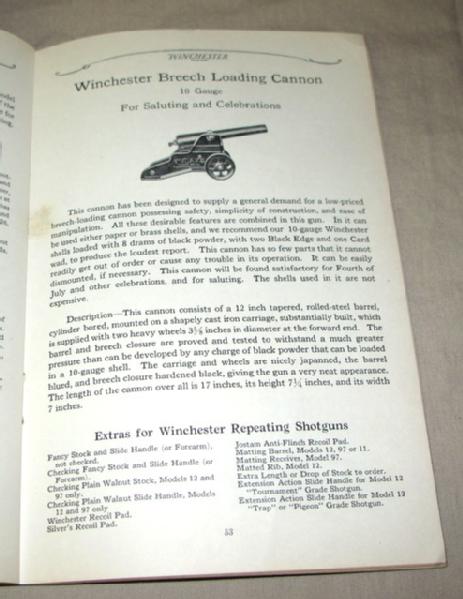 WINCHESTER
Winchester Breech Loading Cannon
10 Gauge
For Saluting and Celebrations
This cannon has been designed to supply a general demand for a low-priced
breech-loading cannon possessing safety, simplicity of construction, and ease of
manipulation. All these desirable features are combined in this gun. In it can
be used either paper or brass shells, and we recommend our 10-gauge Winchester
shells loaded with 8 drams of black powder, with two Black Edge and one Card
wad, to produce the loudest report. This cannon has so few parts that it cannot
readily get out of order or cause any trouble in its operation. It can be easily
dismounted, if necessary. This cannon will be found satisfactory for Fourth of
July and other celebrations, and for saluting. The shells used in it are not
expensive.
Description—This cannon consists of a 12 inch tapered, rolled-steel barrel,
cylinder bored, mounted on a shapely cast iron carriage, substantially built, which
is supplied with two heavy wheels 3½ inches in diameter at the forward end. The
barrel and breech closure are proved and tested to withstand a much greater
pressure than can be developed by any charge of black powder that can be loaded
in a 10-gauge shell. The carriage and wheels are nicely japanned, the barrel
blued, and breech closure hardened black, giving the gun a very neat appearance.
The length of the cannon over all is 17 inches, its height 7¼ inches, and its width
7 inches.
Extras for Winchester Repeating Shotguns
Fancy Stock and Slide Handle (or Forearm).
not checked.
Checking Fancy Stock and Slide Handle (or
Forearm).
Checking Plain Walnut Stock, Models 12 and
97 only.
Checking Plain Walnut Slide Handle, Models
12 and 97 only
Winchester Recoil Pad.
Silver's Recoil Pad.
Jostam Anti-Flinch Recoil Pad.
Matting Barrel, Models 12, 97 or 11.
Matting Receives, Model 97.
Matted Rib, Model 12.
Extra Length or Drop of Stock to order.
Extension Action Slide Handle for Model 12
"Tournament" Grade Shotgun.
Extension Action Slide Handle for Model 12
"Trap" or "Pigeon" Grade Shotgun.
53